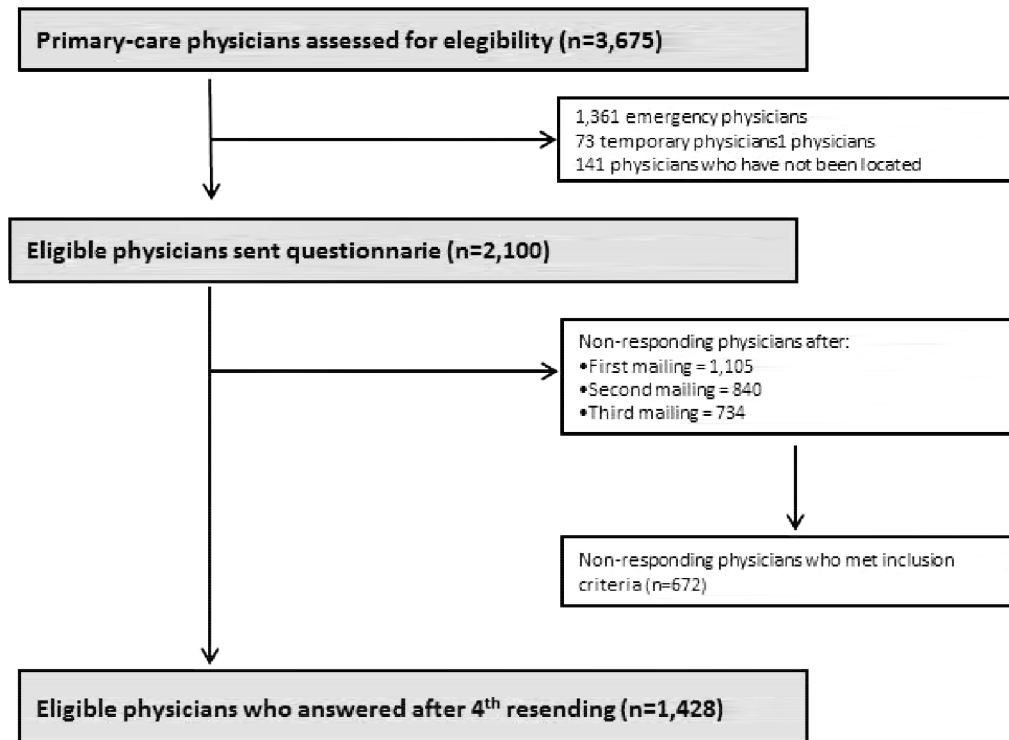 Primary-care physicians assessed for elegibility (n=3,675)
1,361 emergency physicians
73 temporary physicians1 physicians
141 physicians who have not been located
Eligible physicians sent questionnarie (n=2,100)
Non-responding physicians after:
•First mailing = 1,105
•Second mailing = 840
•Third mailing = 734
Non-responding physicians who met inclusion
criteria (n=672)
Eligible physicians who answered after 4th resending (n=1,428)